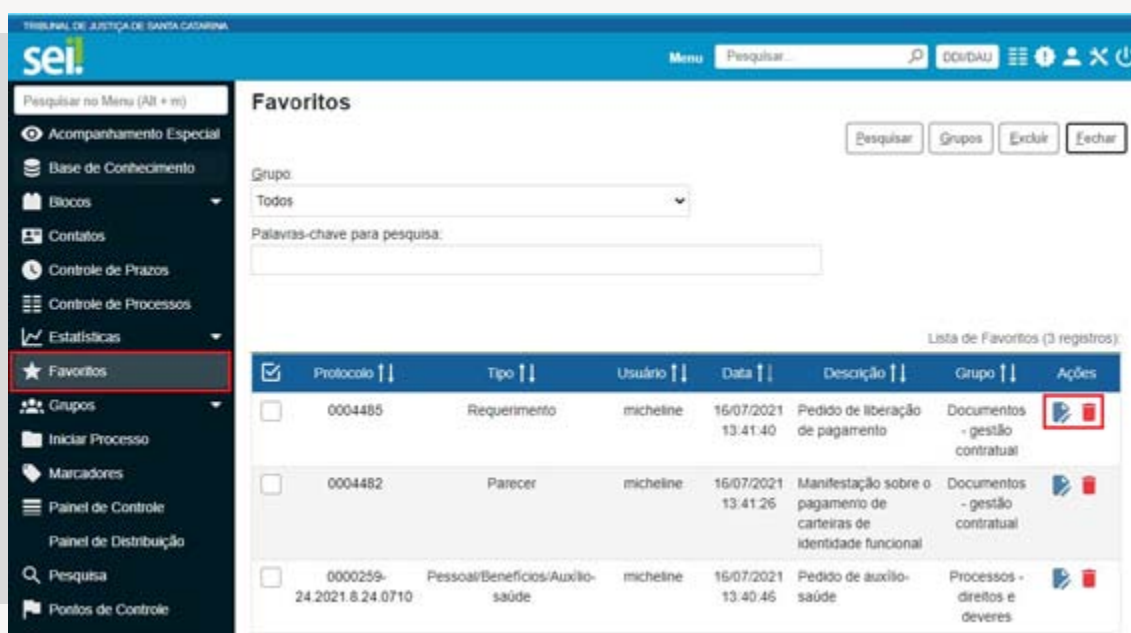 TRIBUNAL DE JUSTIÇA DE SANTA CATARINA
sei!
Menu
Pesquisar...
DDI/DAU
Pesquisar no Menu (Alt + m)
Acompanhamento Especial
Base de Conhecimento
Blocos
Contatos
Controle de Prazos
Controle de Processos
Estatísticas
Favoritos
Grupos
Iniciar Processo
Marcadores
Painel de Controle
Painel de Distribuição
Pesquisa
Pontos de Controle
Favoritos
Pesquisar
Grupos
Excluir
Fechar
Grupo:
Todos
Palavras-chave para pesquisa:
Lista de Favoritos (3 registros):
Protocolo Tipo Usuário Data Descrição Grupo Ações
0004485 Requerimento micheline 16/07/2021 Pedido de liberação Documentos
13:41:40 de pagamento - gestão
contratual
0004482 Parecer micheline 16/07/2021 Manifestação sobre o Documentos
13:41:26 pagamento de - gestão
carteiras de contratual
identidade funcional
0000259- Pessoal/Benefícios/Auxílio- micheline 16/07/2021 Pedido de auxílio- Processos -
24.2021.8.24.0710 saúde 13:40:46 saúde direitos e
deveres